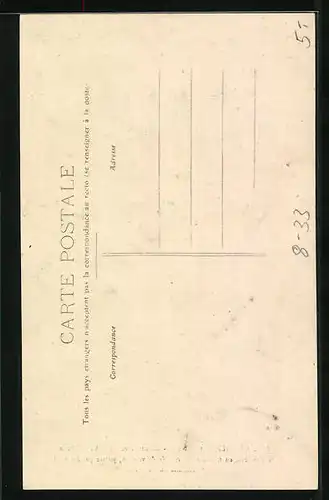 CARTE POSTALE
Tous les pays étrangers n'acceptent pas la correspondance au recto (se renseigner à la poste)
Correspondance
Adresse
5-
8-33